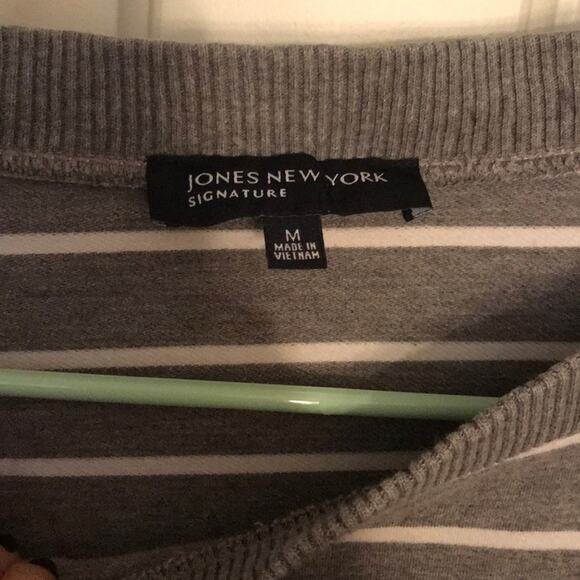 JONES NEW YORK
SIGNATURE
M
MADE IN
VIETNAM